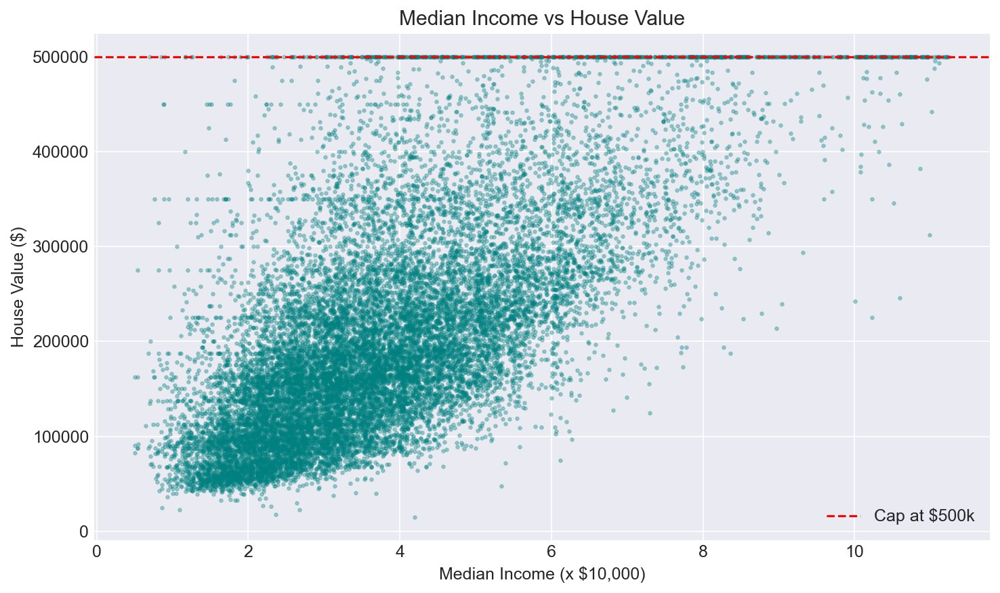 Median Income vs House Value
House Value ($)
500000
400000
300000
200000
100000
0
0 2 4 6 8 10
Median Income (x $10,000)
Cap at $500k